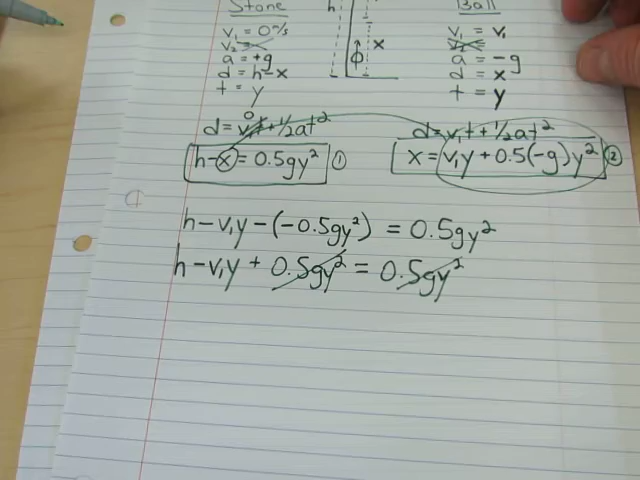 Stone
v₁ = 0 m/s
v₂ =
a = +g
d = h-x
t = y
h
x
Ball
v₁ = v₁
v₂ =
a = -g
d = x
t = y
0
d = v₁t + ½at²
h-x = 0.5gy² ①
d = v₁t + ½at²
x = v₁y + 0.5(-g)y² ②
h - v₁y - (-0.5gy²) = 0.5gy²
h - v₁y + 0.5gy² = 0.5gy²